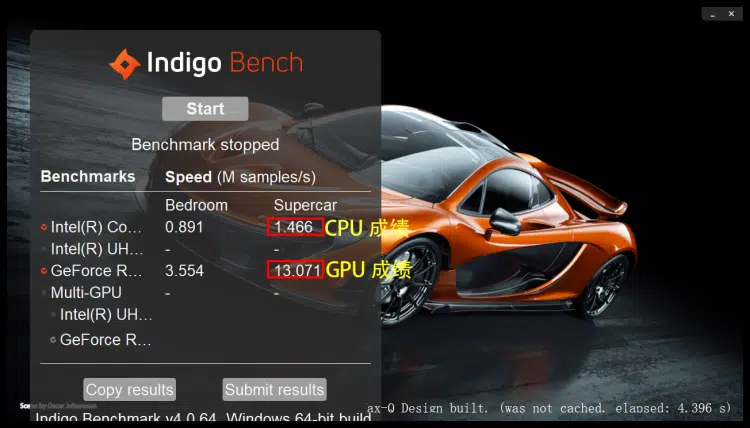 Indigo Bench
Start
Benchmark stopped
Benchmarks Speed (M samples/s)
Bedroom Supercar
Intel(R) Co... 0.891 1.466 CPU 成绩
Intel(R) UH... - -
GeForce R... 3.554 13.071 GPU 成绩
Multi-GPU - -
Intel(R) UH...
GeForce R...
Copy results Submit results
Scene by Oscar Johansson
ax-Q Design built. (was not cached, elapsed: 4.396 s)
Indigo Benchmark v4.0.64, Windows 64-bit build